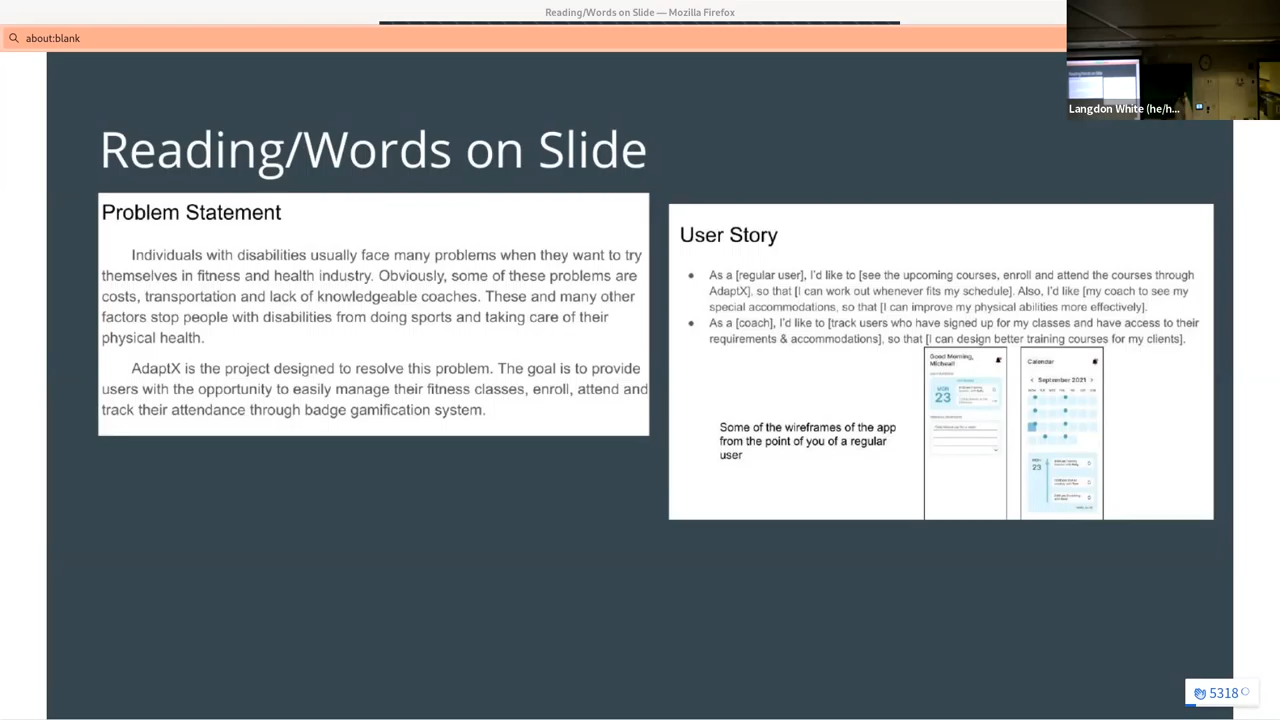 Reading/Words on Slide — Mozilla Firefox
about:blank
Langdon White (he/h...
Reading/Words on Slide
Problem Statement
Individuals with disabilities usually face many problems when they want to try
themselves in fitness and health industry. Obviously, some of these problems are
costs, transportation and lack of knowledgeable coaches. These and many other
factors stop people with disabilities from doing sports and taking care of their
physical health.
AdaptX is the project designed to resolve this problem. The goal is to provide
users with the opportunity to easily manage their fitness classes, enroll, attend and
track their attendance through badge gamification system.
User Story
● As a [regular user], I'd like to [see the upcoming courses, enroll and attend the courses through
AdaptX], so that [I can work out whenever fits my schedule]. Also, I'd like [my coach to see my
special accommodations, so that [I can improve my physical abilities more effectively].
● As a [coach], I'd like to [track users who have signed up for my classes and have access to their
requirements & accommodations], so that [I can design better training courses for my clients].
Some of the wireframes of the app
from the point of you of a regular
user
Good Morning,
Micheal!
MON
23
Calendar
< September 2021 >
23
5318